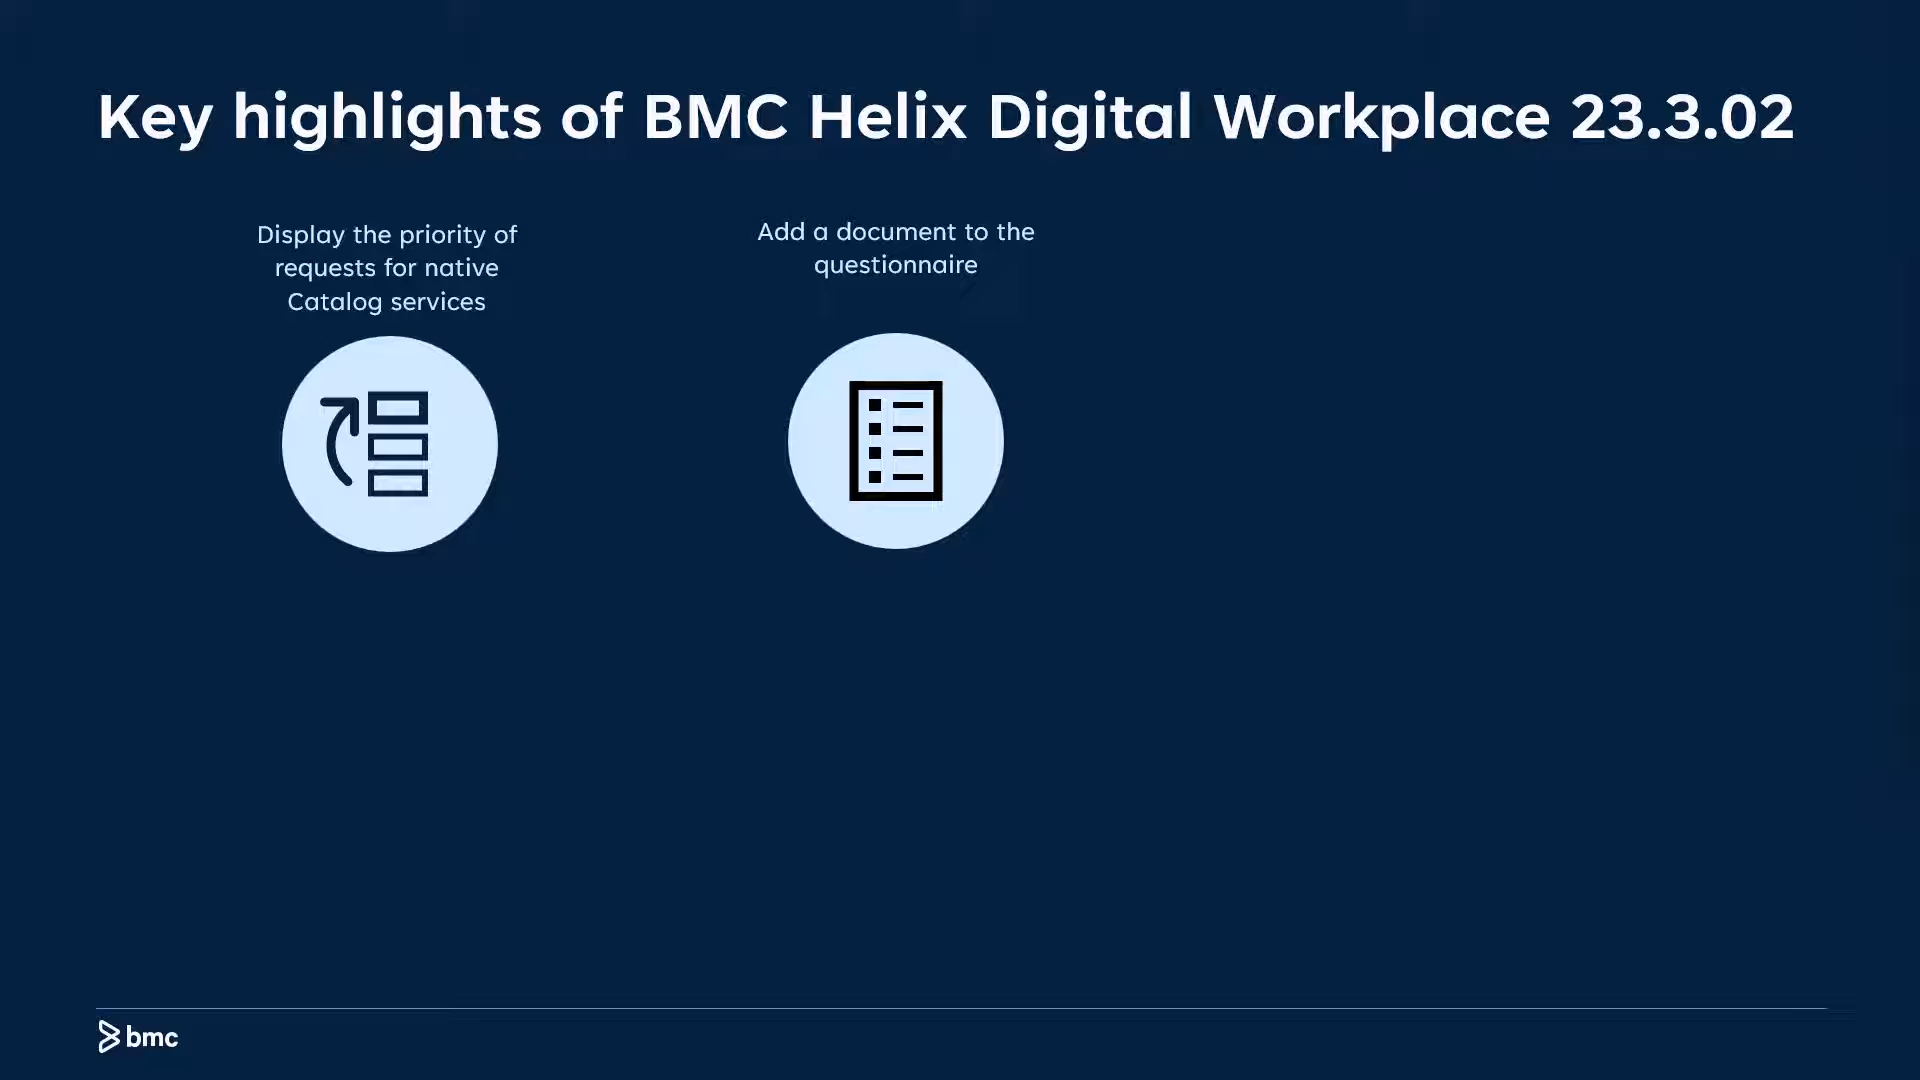 Key highlights of BMC Helix Digital Workplace 23.3.02
Display the priority of
requests for native
Catalog services
Add a document to the
questionnaire
bmc